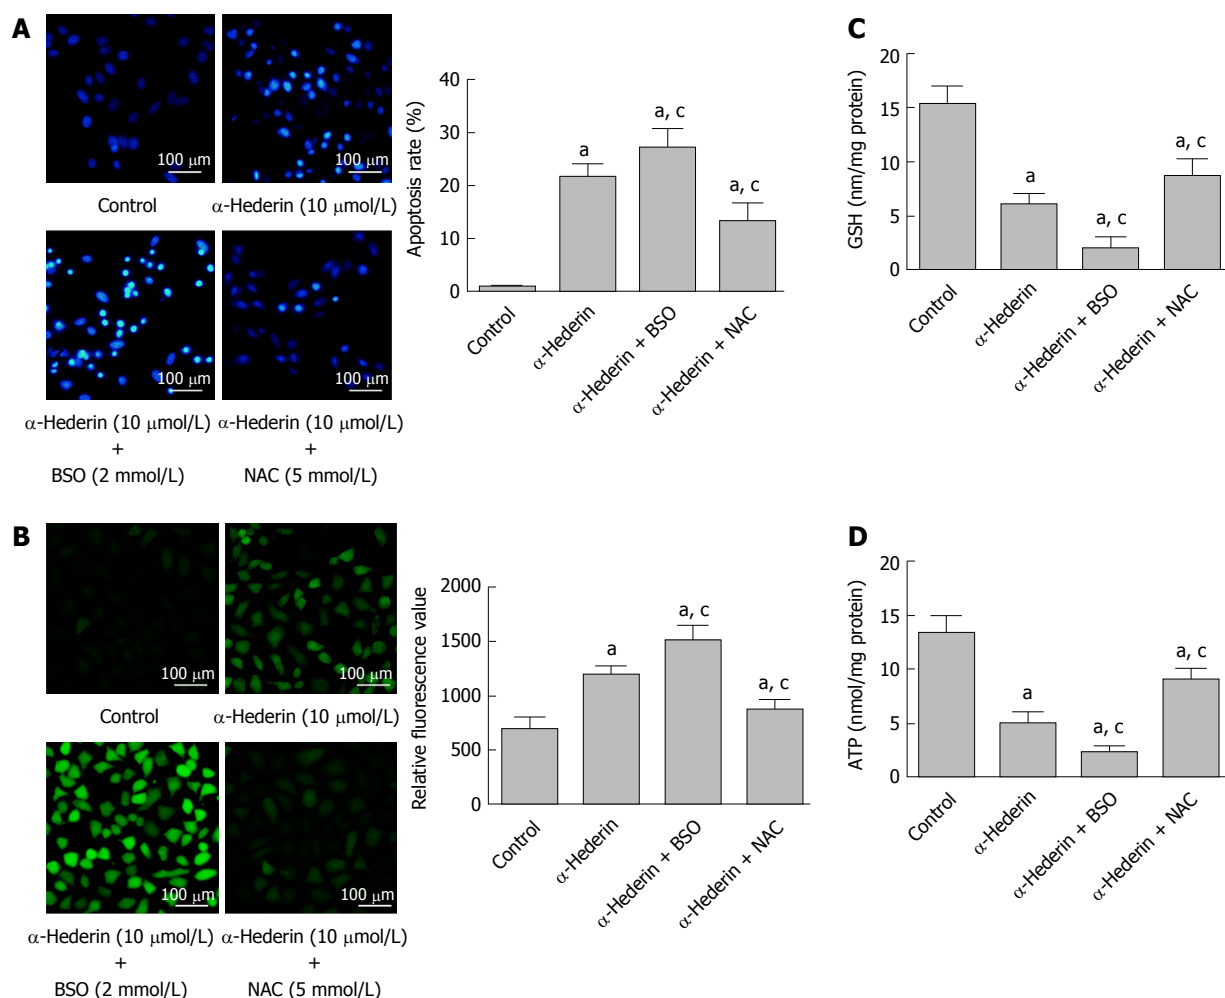 A
100 μm
100 μm
Control
α-Hederin (10 μmol/L)
100 μm
100 μm
α-Hederin (10 μmol/L)
+
BSO (2 mmol/L)
α-Hederin (10 μmol/L)
+
NAC (5 mmol/L)
Apoptosis rate (%)
40
30
20
10
0
a
a, c
a, c
Control
α-Hederin
α-Hederin + BSO
α-Hederin + NAC
C
GSH (nm/mg protein)
20
15
10
5
0
a
a, c
a, c
Control
α-Hederin
α-Hederin + BSO
α-Hederin + NAC
B
100 μm
100 μm
Control
α-Hederin (10 μmol/L)
100 μm
100 μm
α-Hederin (10 μmol/L)
+
BSO (2 mmol/L)
α-Hederin (10 μmol/L)
+
NAC (5 mmol/L)
Relative fluorescence value
2000
1500
1000
500
0
a
a, c
a, c
Control
α-Hederin
α-Hederin + BSO
α-Hederin + NAC
D
ATP (nmol/mg protein)
20
15
10
5
0
a
a, c
a, c
Control
α-Hederin
α-Hederin + BSO
α-Hederin + NAC